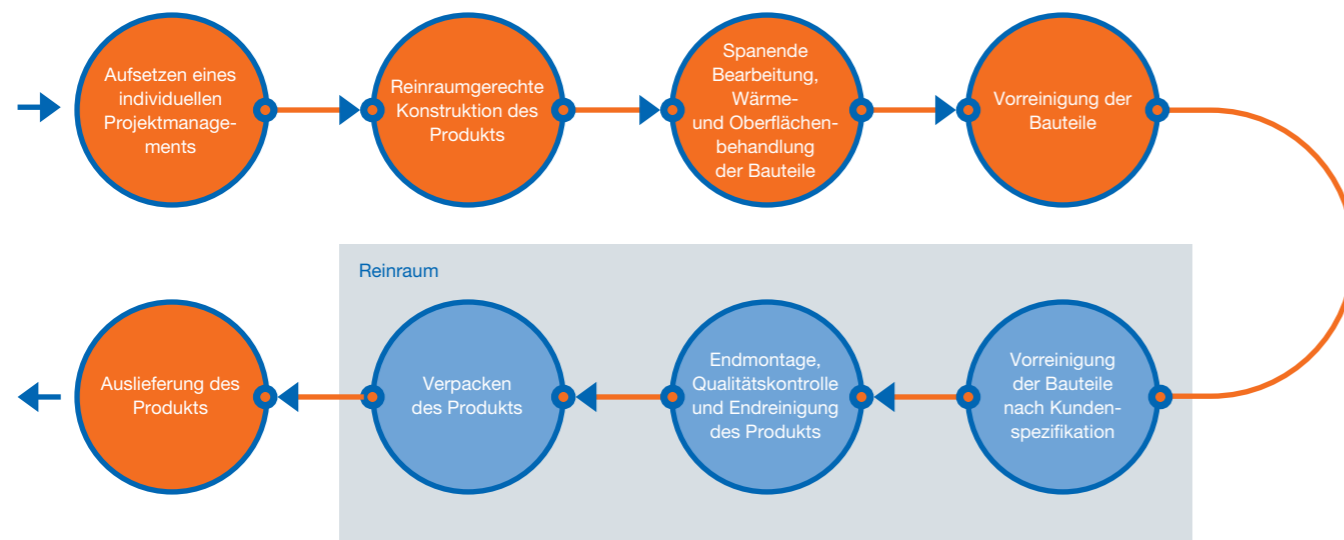 Aufsetzen eines
individuellen
Projektmanage-
ments
Reinraumgerechte
Konstruktion des
Produkts
Spanende
Bearbeitung,
Wärme-
und Oberflächen-
behandlung
der Bauteile
Vorreinigung der
Bauteile
Reinraum
Vorreinigung
der Bauteile
nach Kunden-
spezifikation
Endmontage,
Qualitätskontrolle
und Endreinigung
des Produkts
Verpacken
des Produkts
Auslieferung des
Produkts